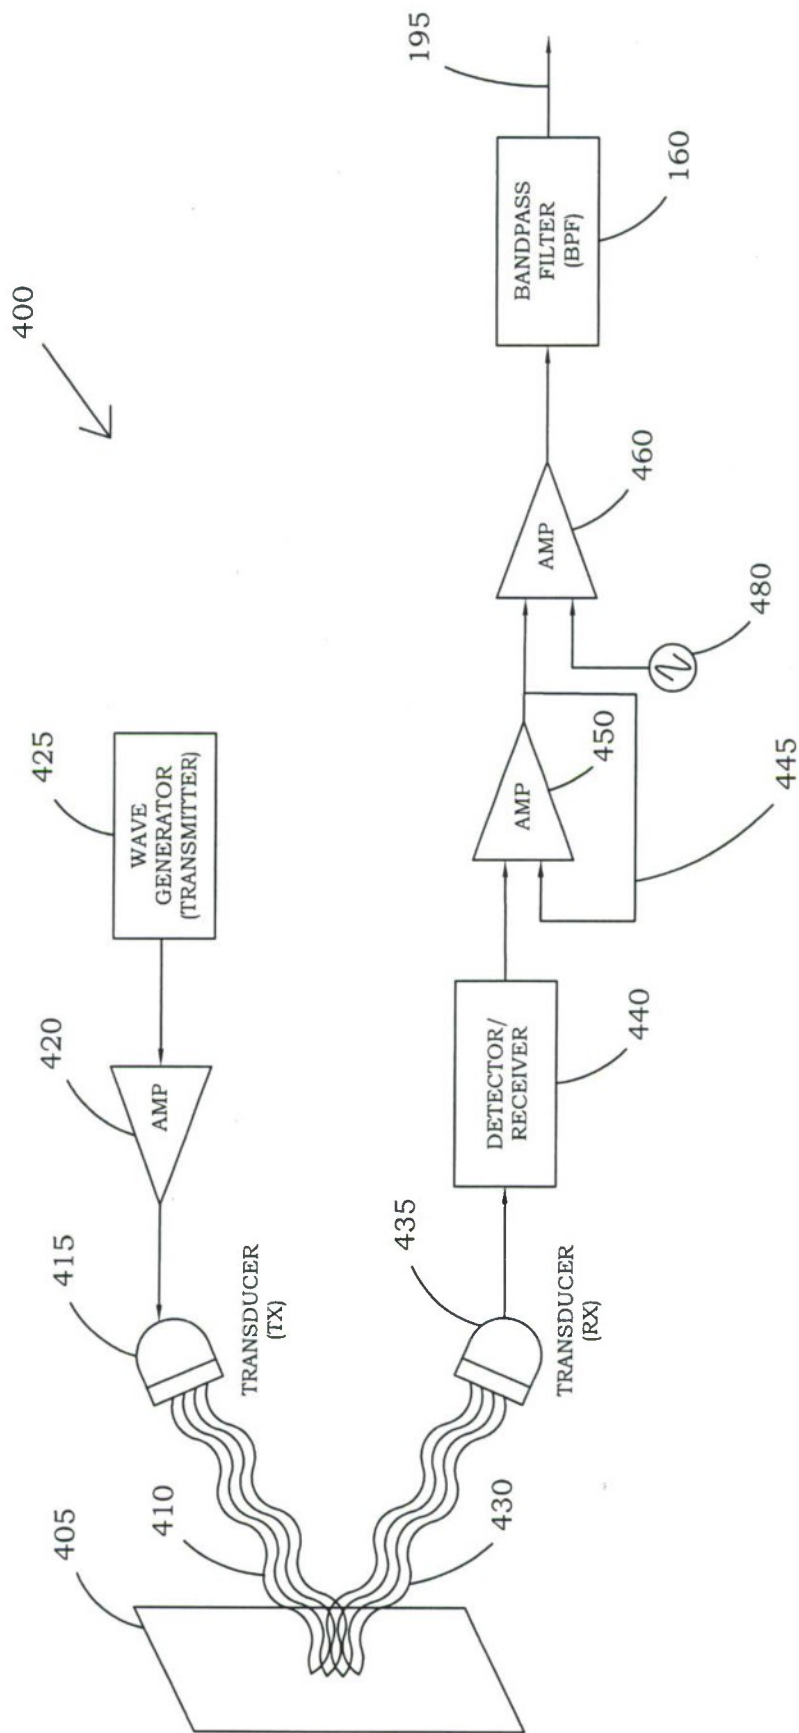 400
425
WAVE
GENERATOR
(TRANSMITTER)
420
AMP
415
TRANSDUCER
(TX)
410
405
430
435
TRANSDUCER
(RX)
440
DETECTOR/
RECEIVER
445
450
AMP
480
460
AMP
160
BANDPASS
FILTER
(BPF)
195